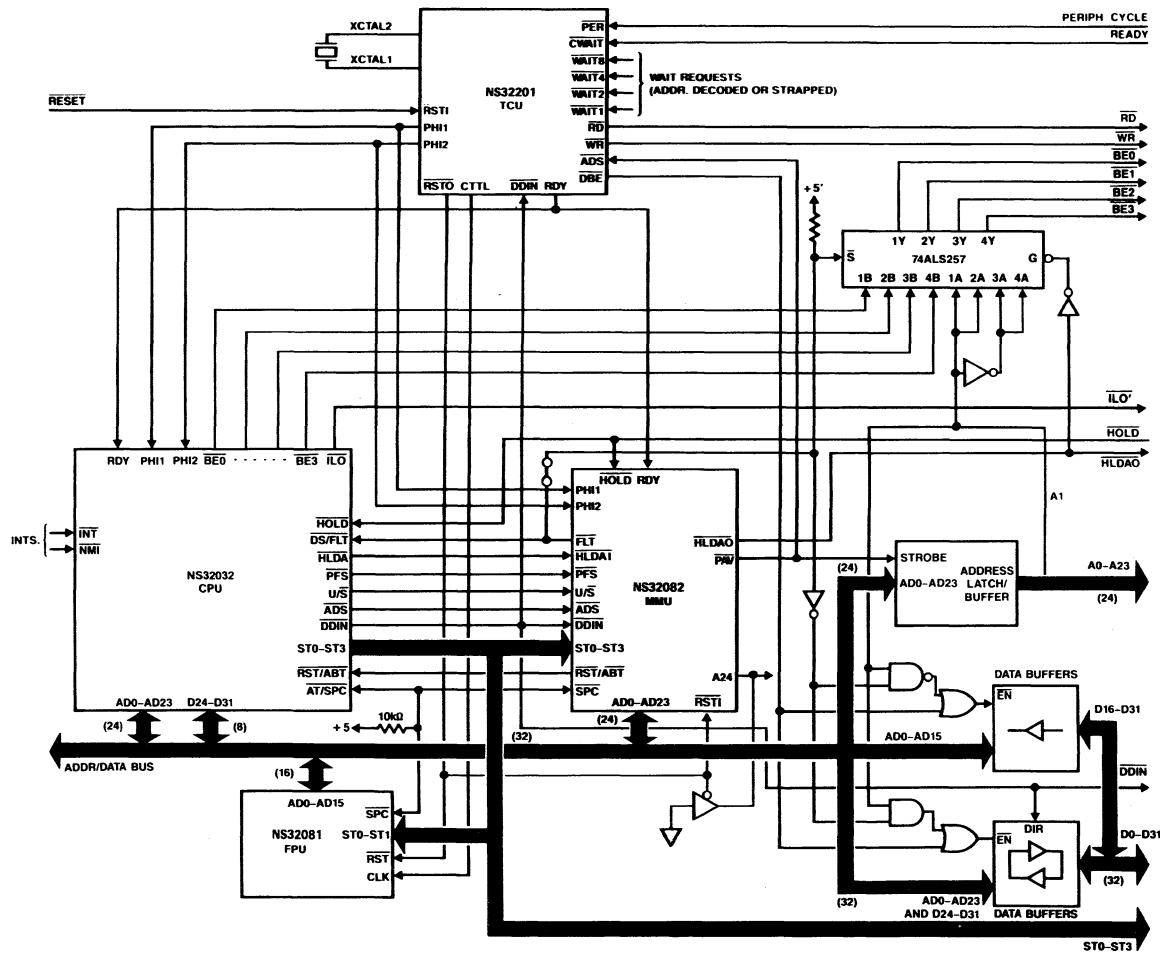 XCTAL2
XCTAL1
NS32201
TCU
RSTI
PHI1
PHI2
RSTO CTTL DDIN RDY
PER
CWAIT
WAIT8
WAIT4
WAIT2
WAIT1
RD
WR
ADS
DBE
WAIT REQUESTS
(ADDR. DECODED OR STRAPPED)
PERIPH CYCLE
READY
RESET
RD
WR
BE0
BE1
BE2
BE3
+5'
1Y 2Y 3Y 4Y
74ALS257
S
G
1B 2B 3B 4B 1A 2A 3A 4A
ILO'
HOLD
HLDAO
A1
RDY PHI1 PHI2 BE0 · · · · · · BE3 ILO
INTS.
INT
NMI
NS32032
CPU
HOLD
DS/FLT
HLDA
PFS
U/S
ADS
DDIN
ST0–ST3
RST/ABT
AT/SPC
AD0–AD23 D24–D31
(24)
(8)
HOLD RDY
PHI1
PHI2
FLT
HLDAI
PFS
U/S
ADS
DDIN
ST0–ST3
RST/ABT
SPC
NS32082
MMU
HLDAO
PAV
A24
RSTI
AD0–AD23
(24)
(32)
STROBE
AD0–AD23
ADDRESS
LATCH/
BUFFER
(24)
A0–A23
(24)
10kΩ
+5
ADDR/DATA BUS
(16)
AD0–AD15
NS32081
FPU
SPC
ST0–ST1
RST
CLK
DATA BUFFERS
EN
AD0–AD15
D16–D31
DDIN
DIR
EN
D0–D31
(32)
(32)
AD0–AD23
AND D24–D31
DATA BUFFERS
ST0–ST3